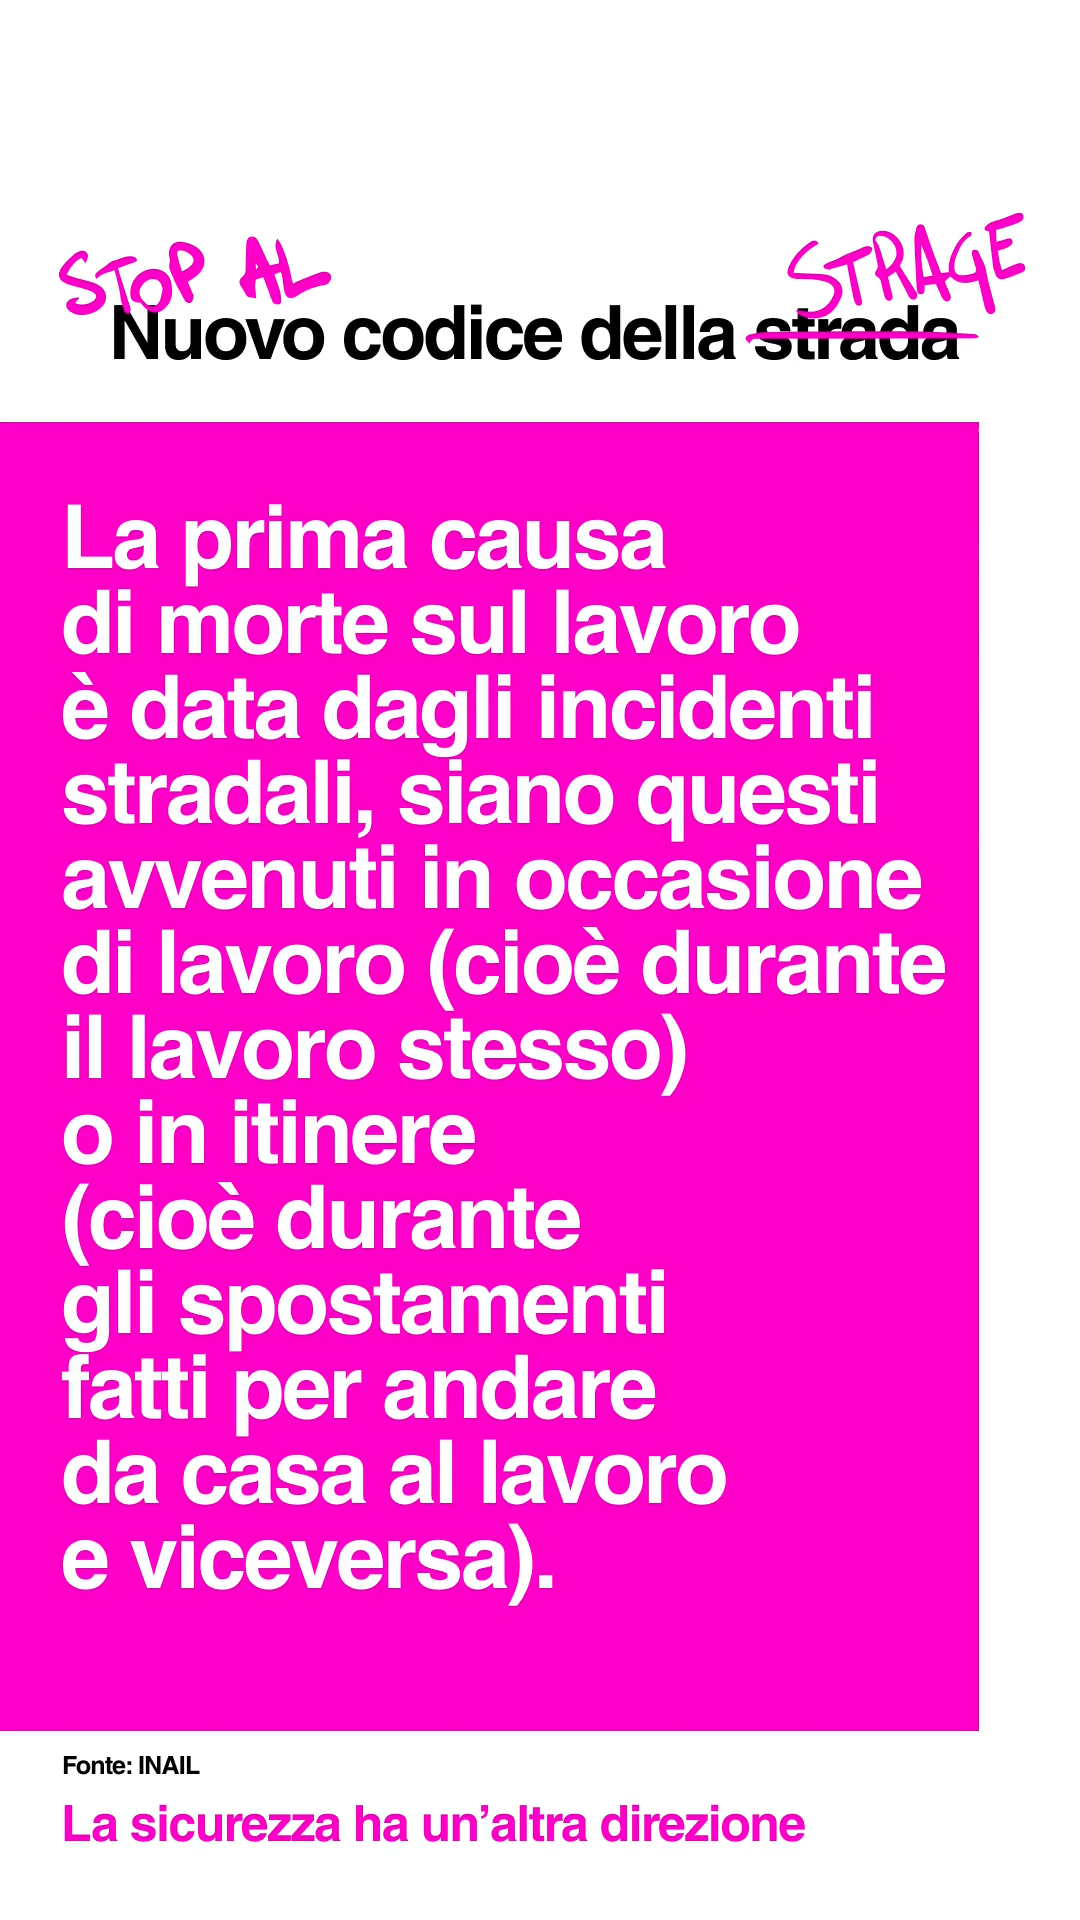 STOP AL
STRAGE
Nuovo codice della strada
La prima causa
di morte sul lavoro
è data dagli incidenti
stradali, siano questi
avvenuti in occasione
di lavoro (cioè durante
il lavoro stesso)
o in itinere
(cioè durante
gli spostamenti
fatti per andare
da casa al lavoro
e viceversa).
Fonte: INAIL
La sicurezza ha un’altra direzione